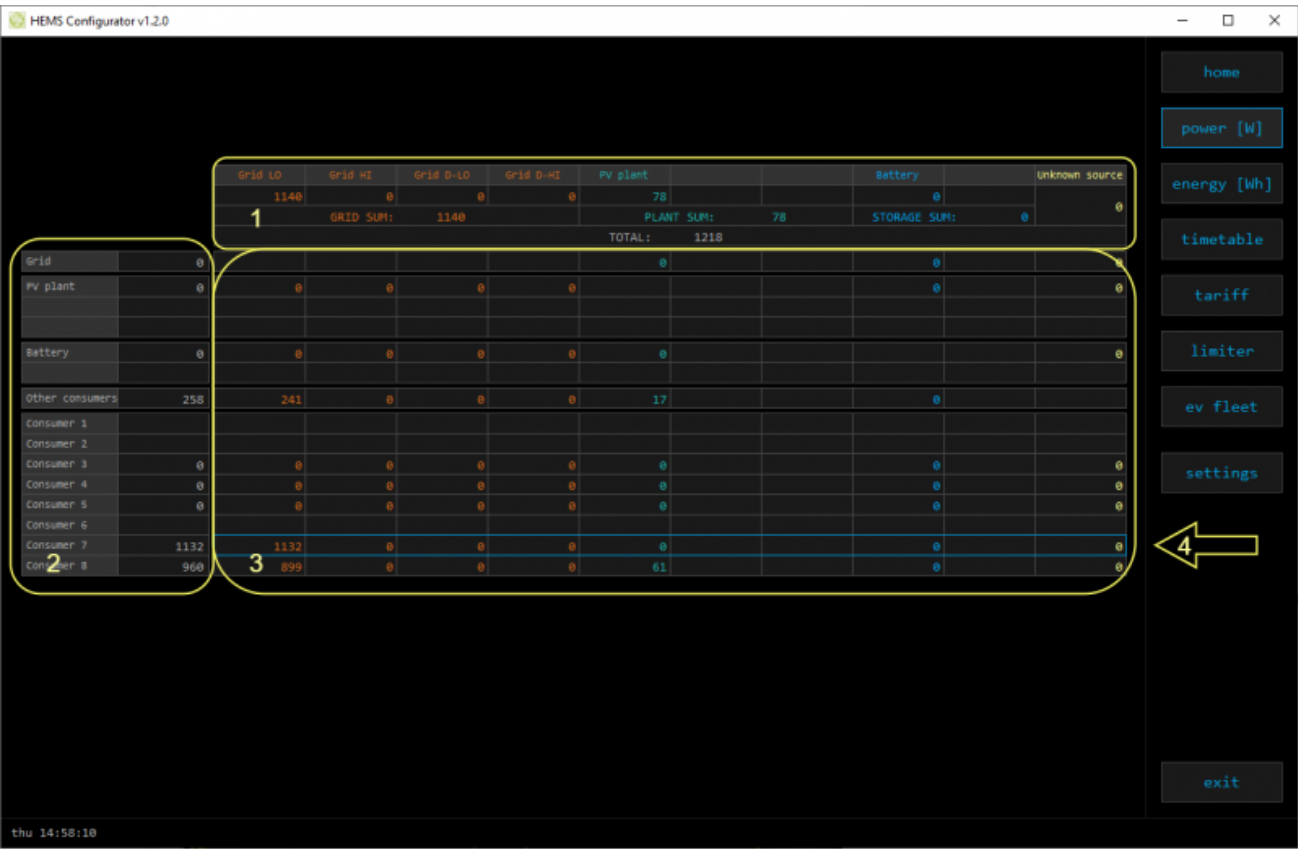 HEMS Configurator v1.2.0
home
power [W]
energy [Wh]
timetable
tariff
limiter
ev fleet
settings
exit
Grid LO Grid HI Grid D-LO Grid D-HI PV plant Battery Unknown source
1140 0 0 0 78 0 0
1 GRID SUM: 1140 PLANT SUM: 78 STORAGE SUM: 0
TOTAL: 1218
Grid 0 0 0 0
PV plant 0 0 0 0 0 0 0
Battery 0 0 0 0 0 0 0
Other consumers 258 241 0 0 0 17 0
Consumer 1
Consumer 2
Consumer 3 0 0 0 0 0 0 0 0
Consumer 4 0 0 0 0 0 0 0 0
Consumer 5 0 0 0 0 0 0 0 0
Consumer 6
Consumer 7 1132 1132 0 0 0 0 0 0
Consumer 8 960 899 0 0 0 61 0 0
2
3
4
thu 14:58:10